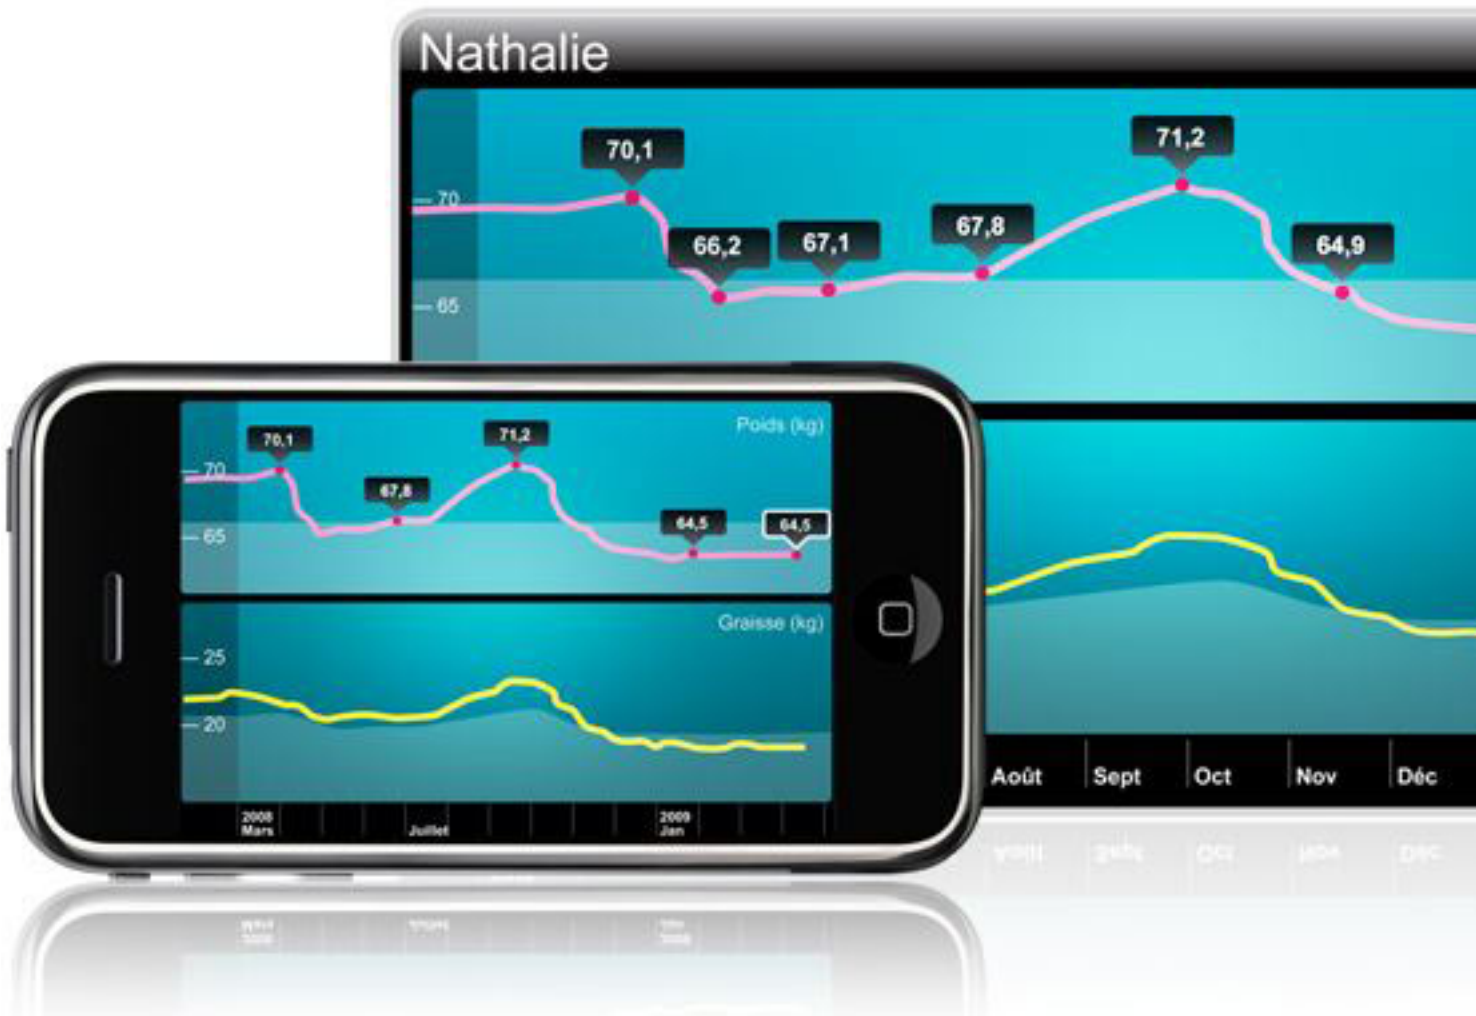 Nathalie
70,1
71,2
66,2
67,1
67,8
64,9
70
65
Août
Sept
Oct
Nov
Déc
Poids (kg)
70,1
71,2
67,8
64,5
64,5
70
65
Graisse (kg)
25
20
2008
Mars
Juillet
2009
Jan